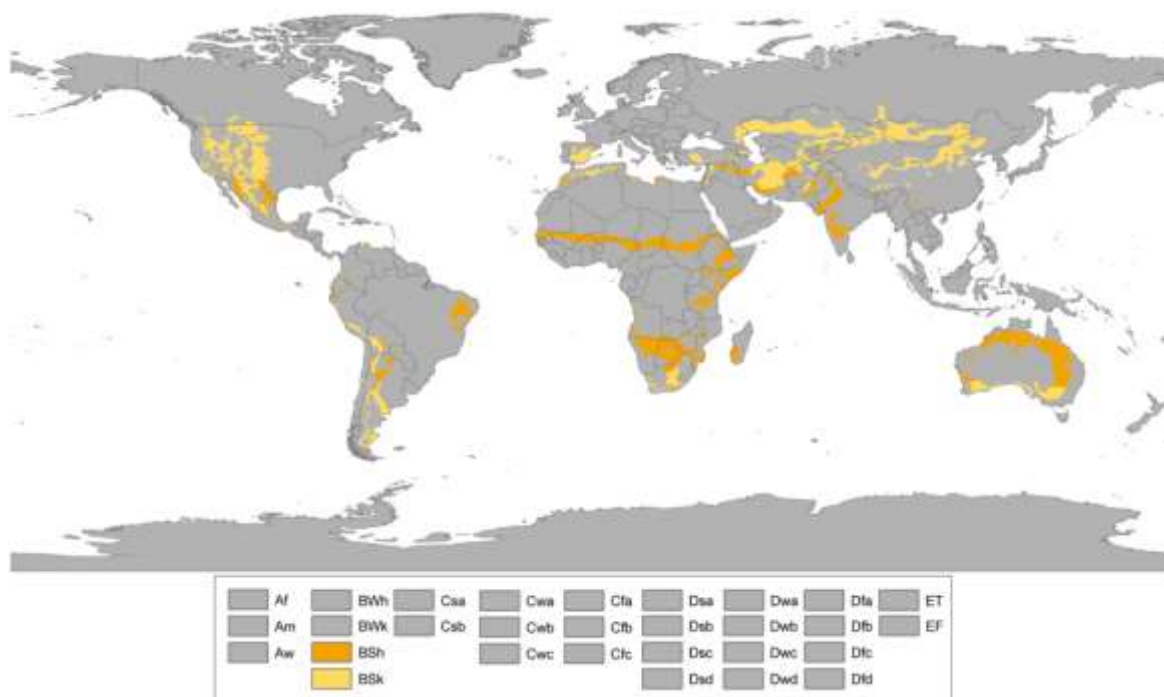 Af BWh Csa Cwa Cfa Dsa Dwa Dfa ET
Am BWk Csb Cwb Cfb Dsb Dwb Dfb EF
Aw BSh Cwc Cfc Dsc Dwc Dfc
BSk Dsd Dwd Dfd